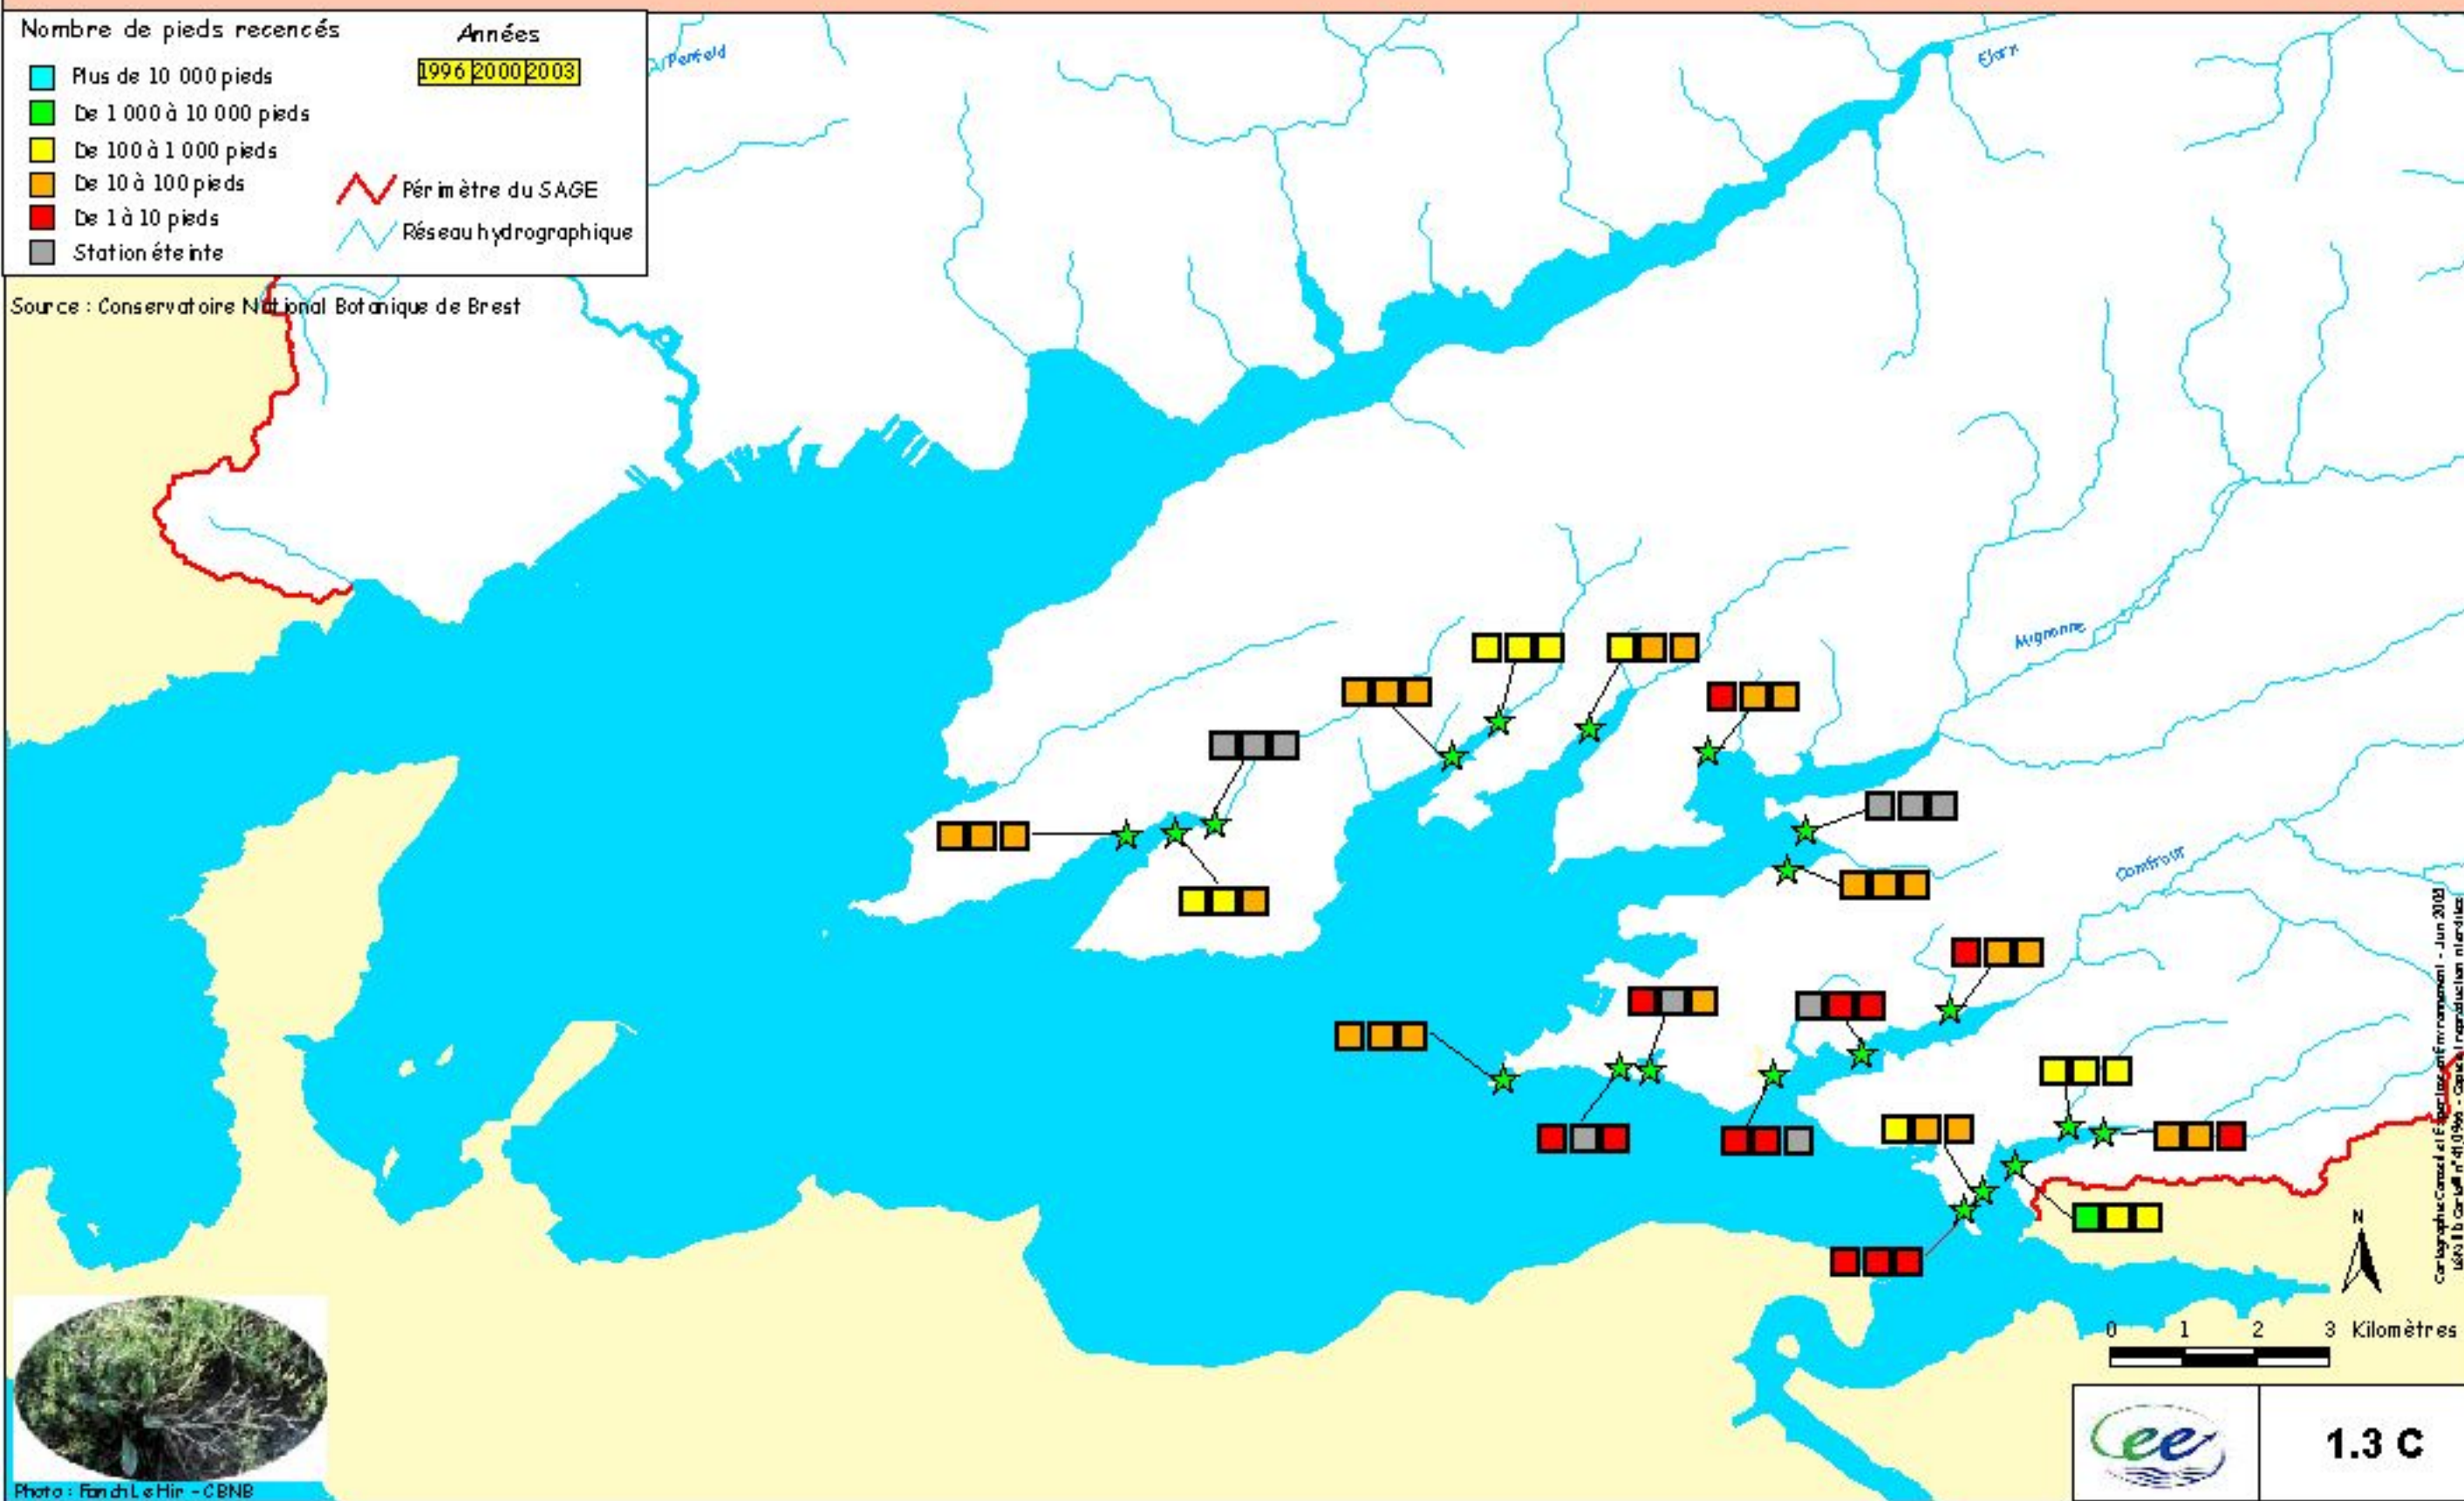 Nombre de pieds recencés
Années
1996 2000 2003
Plus de 10 000 pieds
De 1 000 à 10 000 pieds
De 100 à 1 000 pieds
De 10 à 100 pieds
De 1 à 10 pieds
Station éteinte
Périmètre du SAGE
Réseau hydrographique
Source : Conservatoire National Botanique de Brest
Penfeld
Elorn
Mignonne
Camfrout
N
0 1 2 3 Kilomètres
ee
1.3 C
Photo : Fanch Le Hir - CBNB